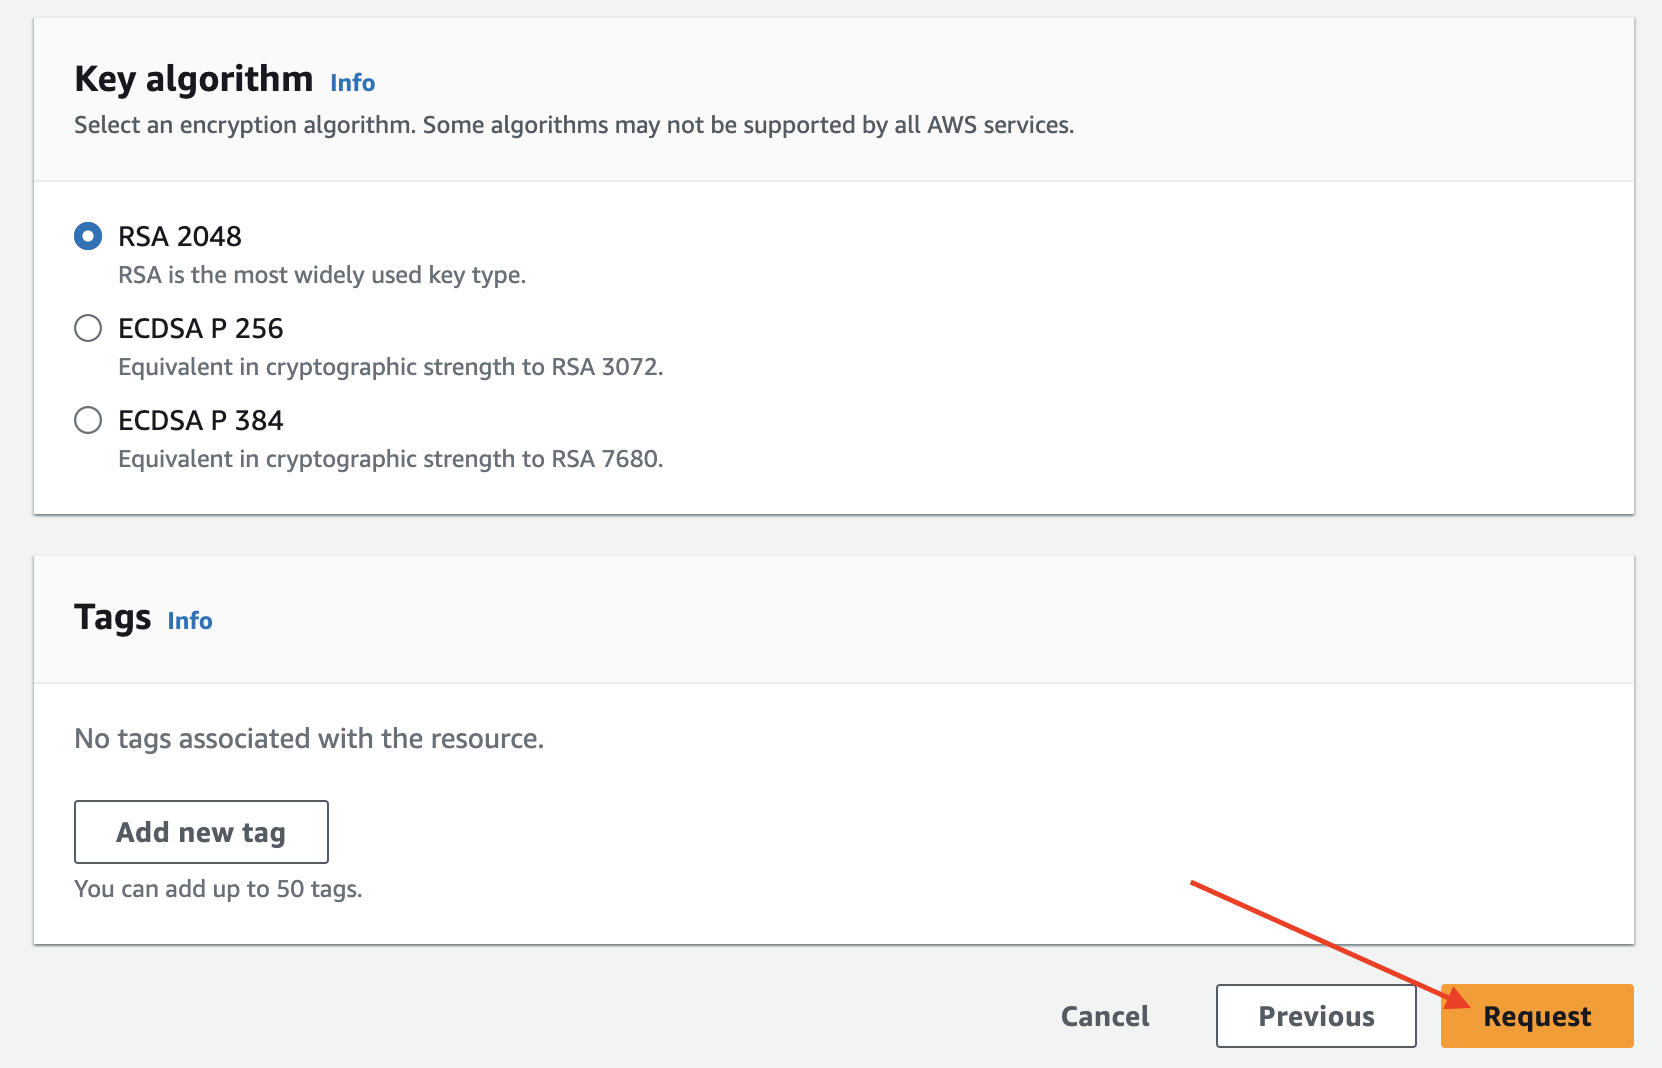 Key algorithm Info
Select an encryption algorithm. Some algorithms may not be supported by all AWS services.
RSA 2048
RSA is the most widely used key type.
ECDSA P 256
Equivalent in cryptographic strength to RSA 3072.
ECDSA P 384
Equivalent in cryptographic strength to RSA 7680.
Tags Info
No tags associated with the resource.
Add new tag
You can add up to 50 tags.
Cancel Previous Request